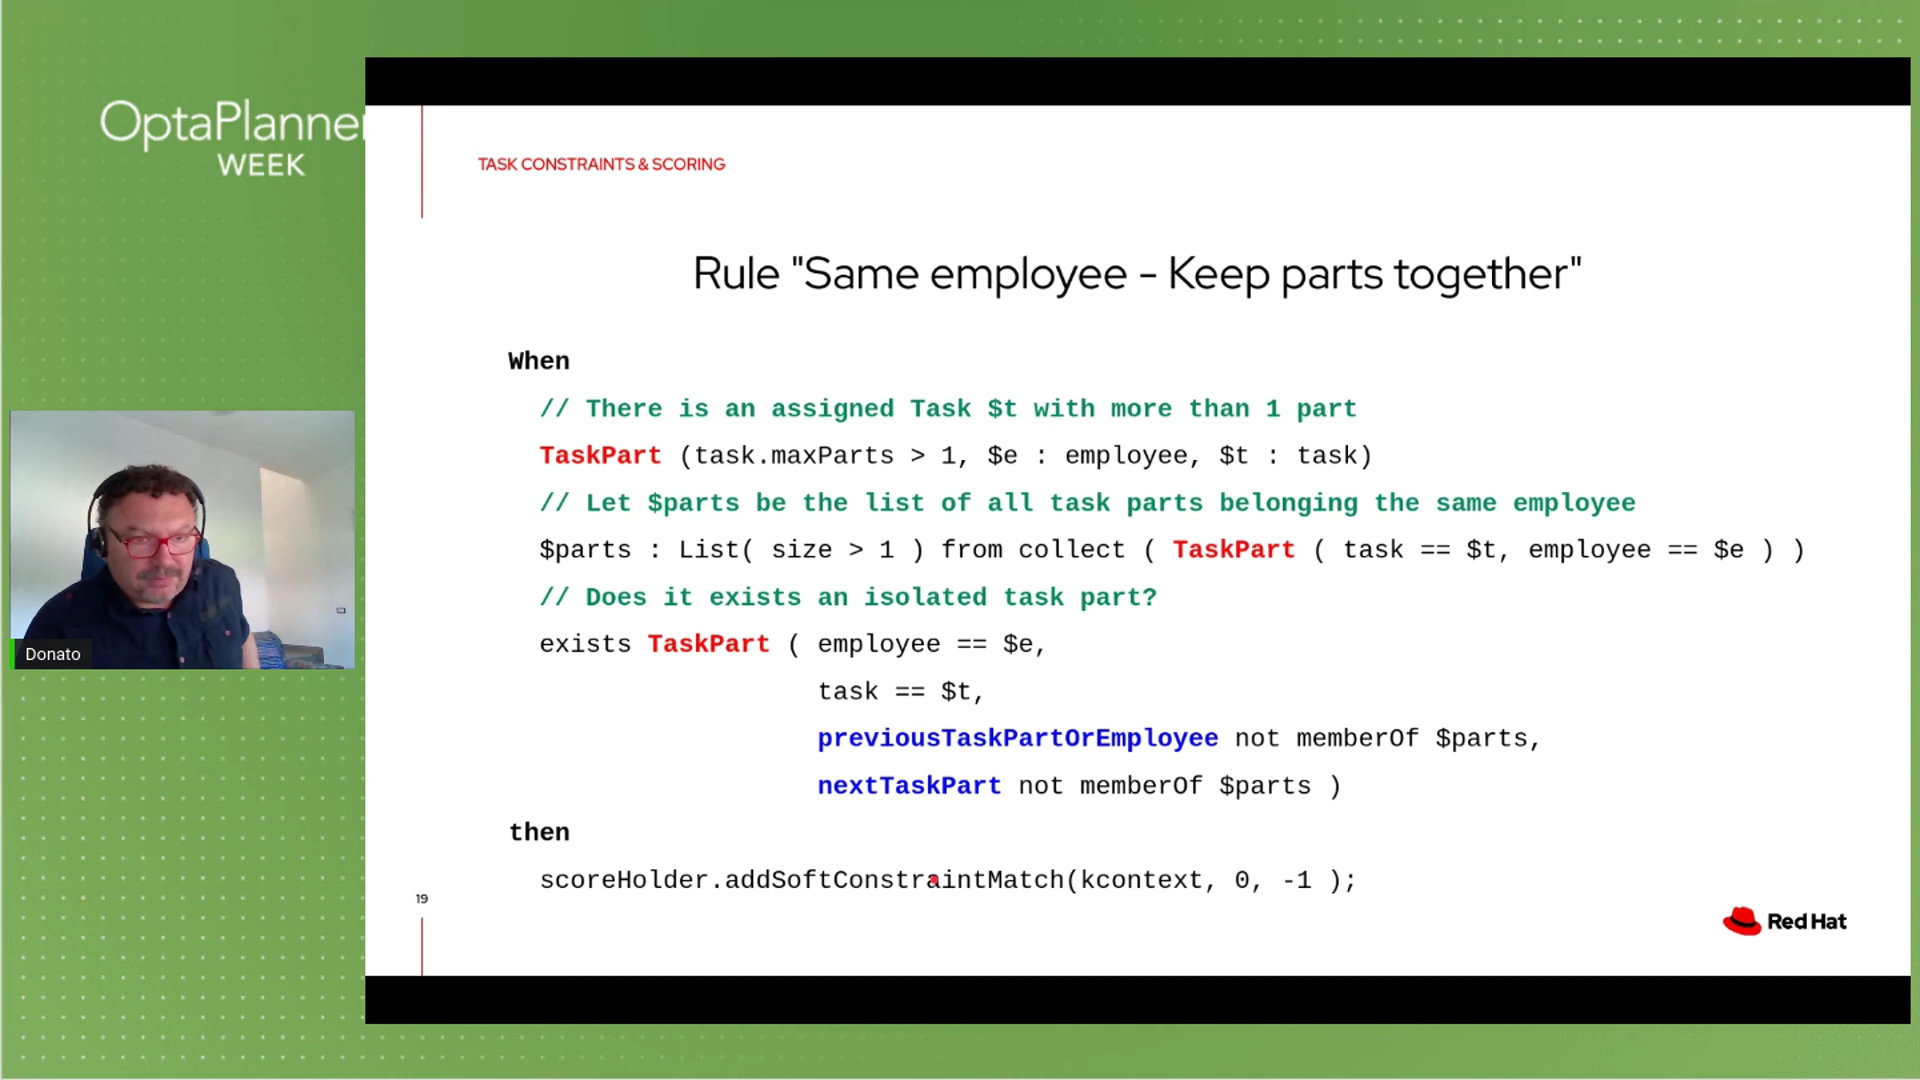 OptaPlanner
WEEK
TASK CONSTRAINTS & SCORING
Rule "Same employee - Keep parts together"
When
// There is an assigned Task $t with more than 1 part
TaskPart (task.maxParts > 1, $e : employee, $t : task)
// Let $parts be the list of all task parts belonging the same employee
$parts : List( size > 1 ) from collect ( TaskPart ( task == $t, employee == $e ) )
// Does it exists an isolated task part?
exists TaskPart ( employee == $e,
task == $t,
previousTaskPartOrEmployee not memberOf $parts,
nextTaskPart not memberOf $parts )
then
scoreHolder.addSoftConstraintMatch(kcontext, 0, -1 );
19
Red Hat
Donato